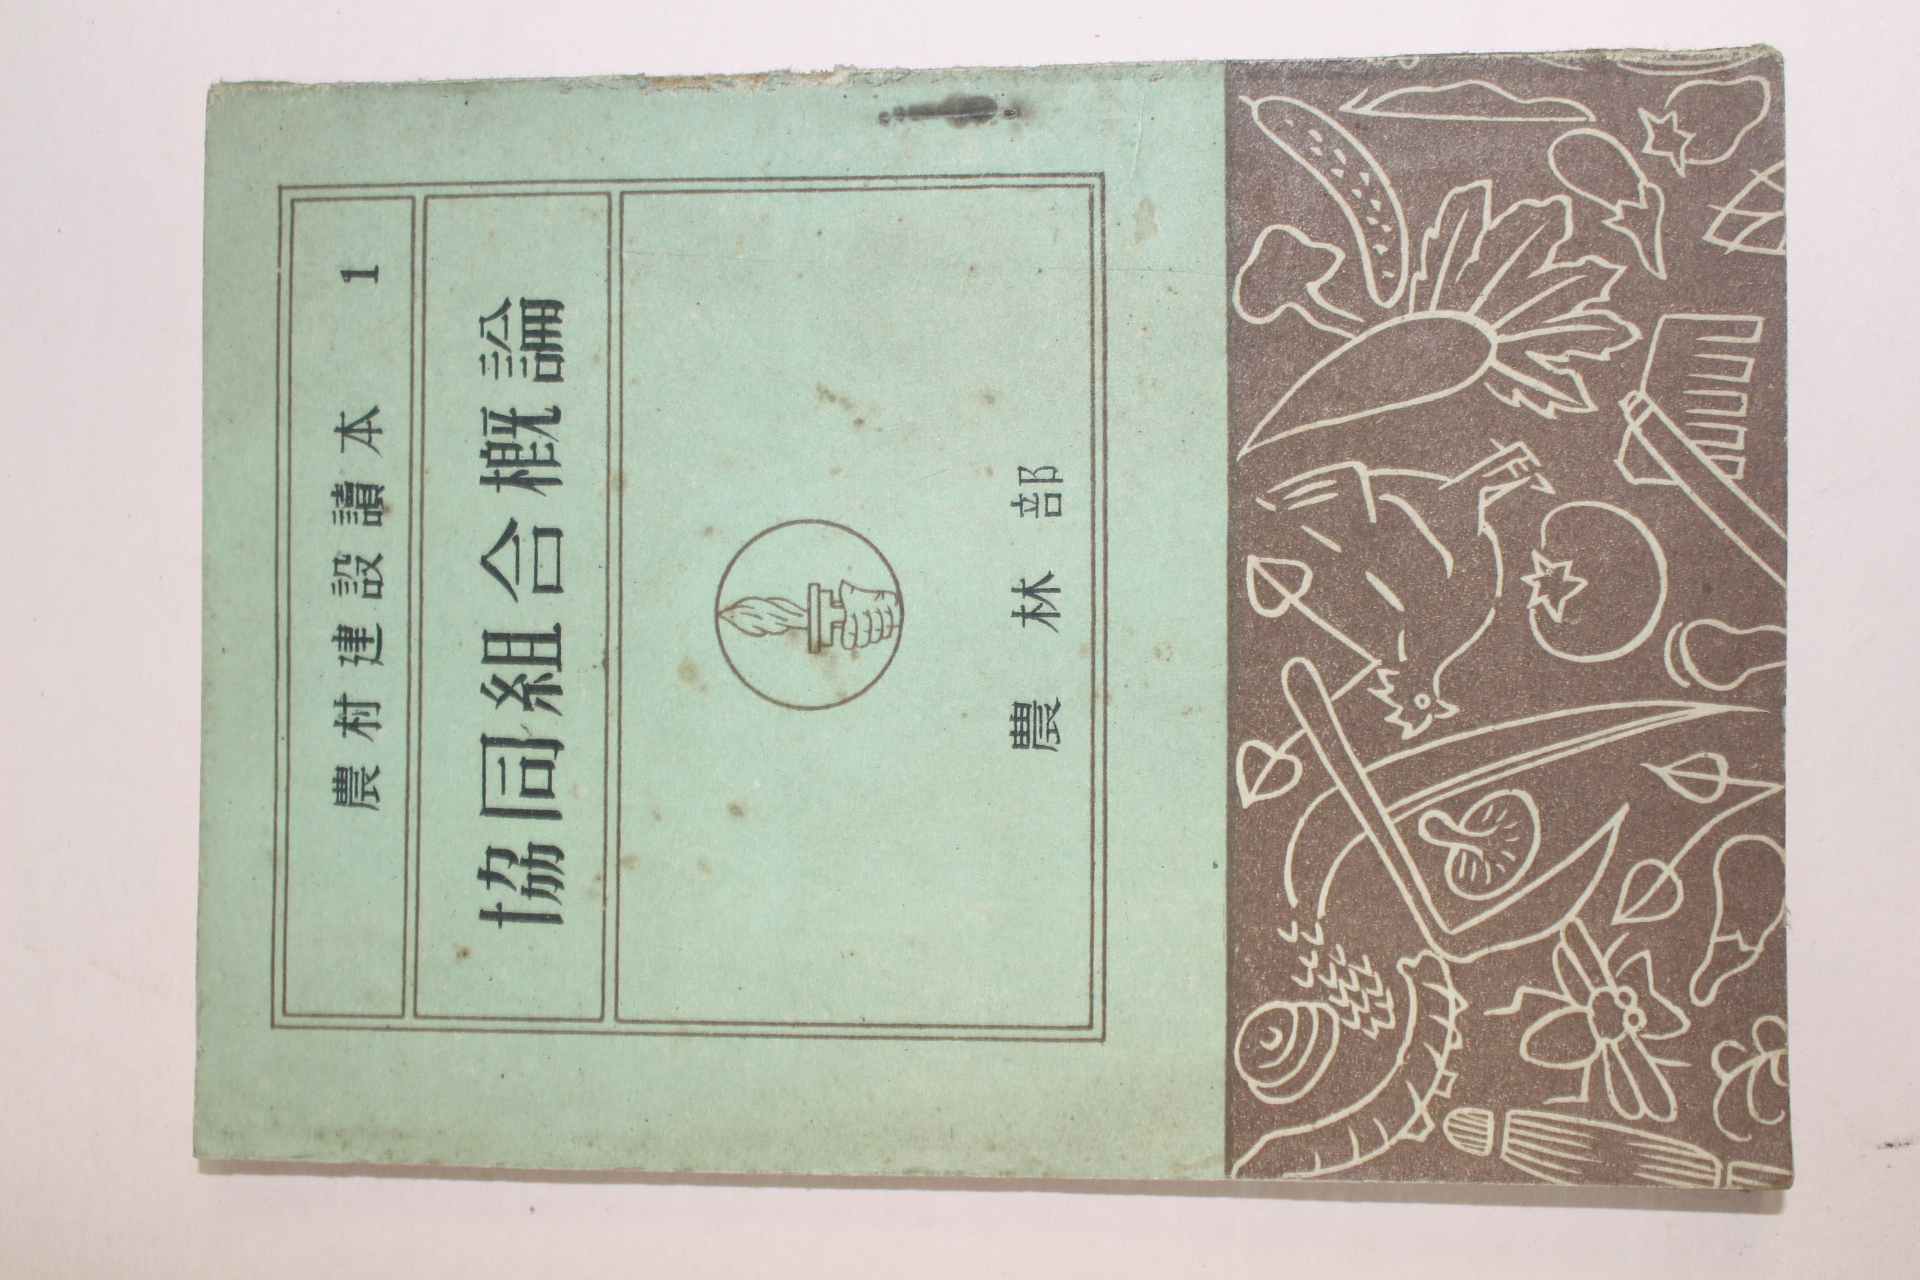 農村建設讀本 1
協同組合概論
農林部